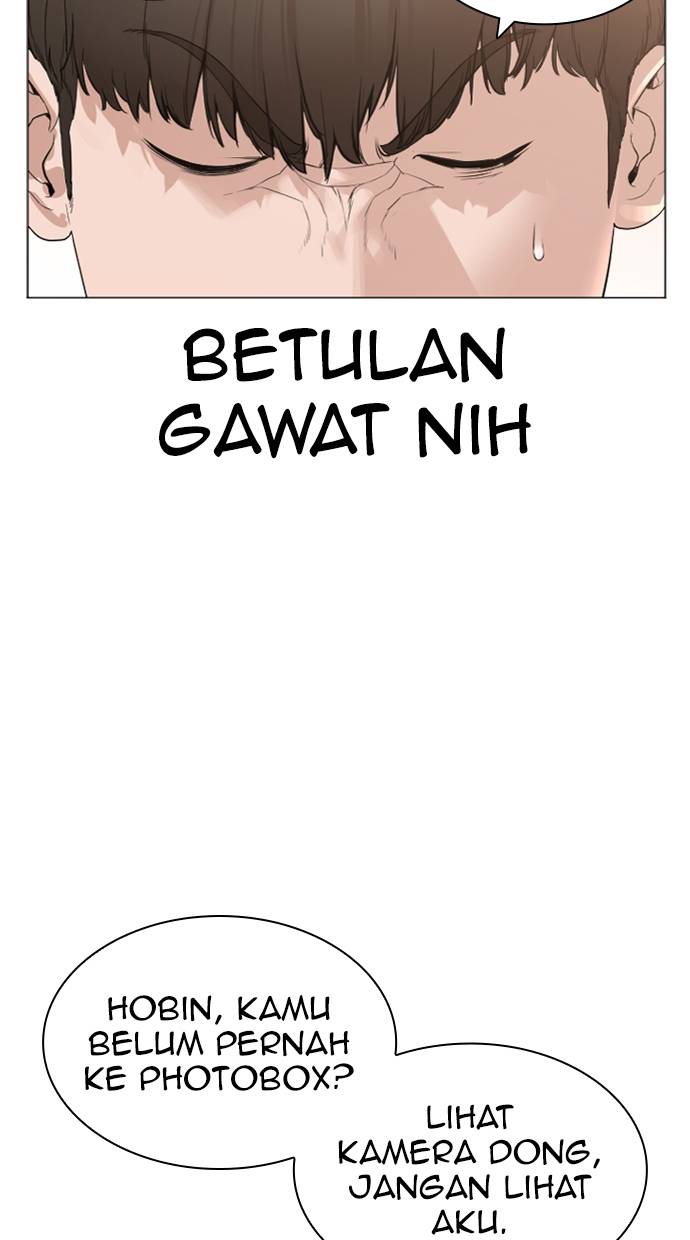 BETULAN
GAWAT NIH
HOBIN, KAMU
BELUM PERNAH
KE PHOTOBOX?
LIHAT
KAMERA DONG,
JANGAN LIHAT
AKU.